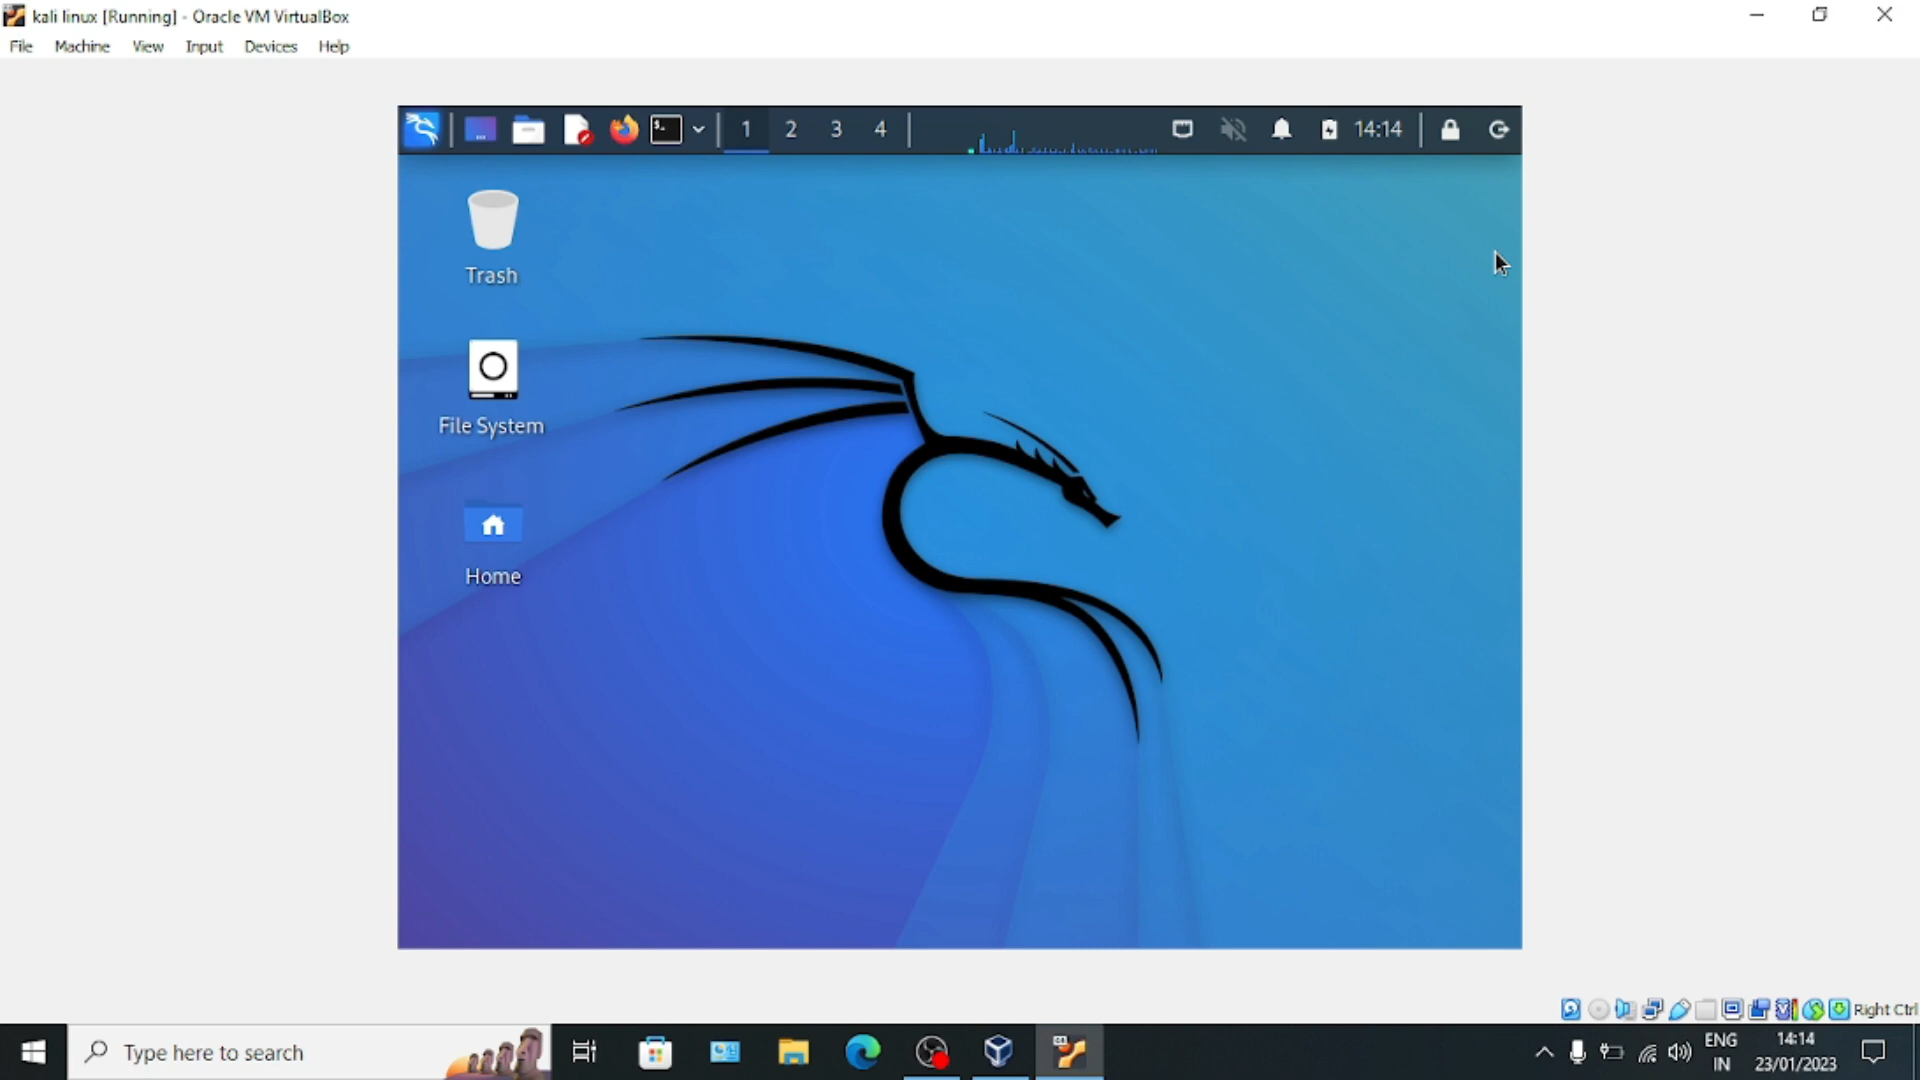 kali linux [Running] - Oracle VM VirtualBox
File Machine View Input Devices Help
1 2 3 4 14:14
Trash
File System
Home
Right Ctrl
Type here to search
ENG
IN
14:14
23/01/2023